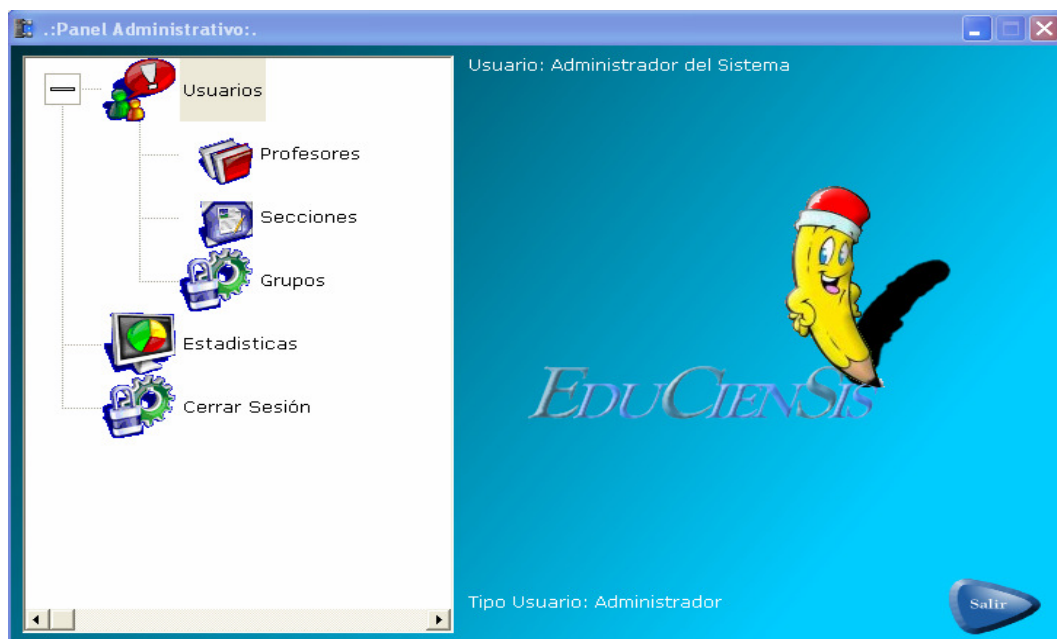 .:Panel Administrativo:.
Usuario: Administrador del Sistema
Usuarios
Profesores
Secciones
Grupos
Estadisticas
Cerrar Sesión
EDUCIENSIS
Tipo Usuario: Administrador
Salir